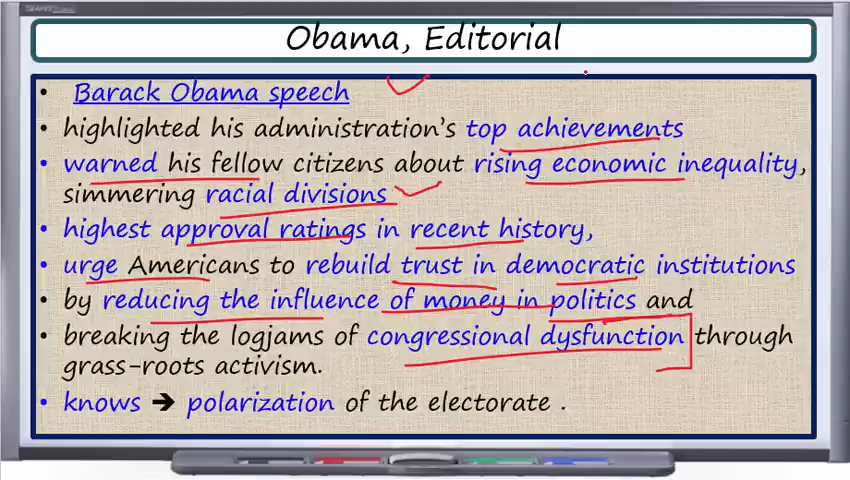 Obama, Editorial
• Barack Obama speech
• highlighted his administration's top achievements
• warned his fellow citizens about rising economic inequality,
simmering racial divisions
• highest approval ratings in recent history,
• urge Americans to rebuild trust in democratic institutions
• by reducing the influence of money in politics and
• breaking the logjams of congressional dysfunction through
grass-roots activism.
• knows ➔ polarization of the electorate .